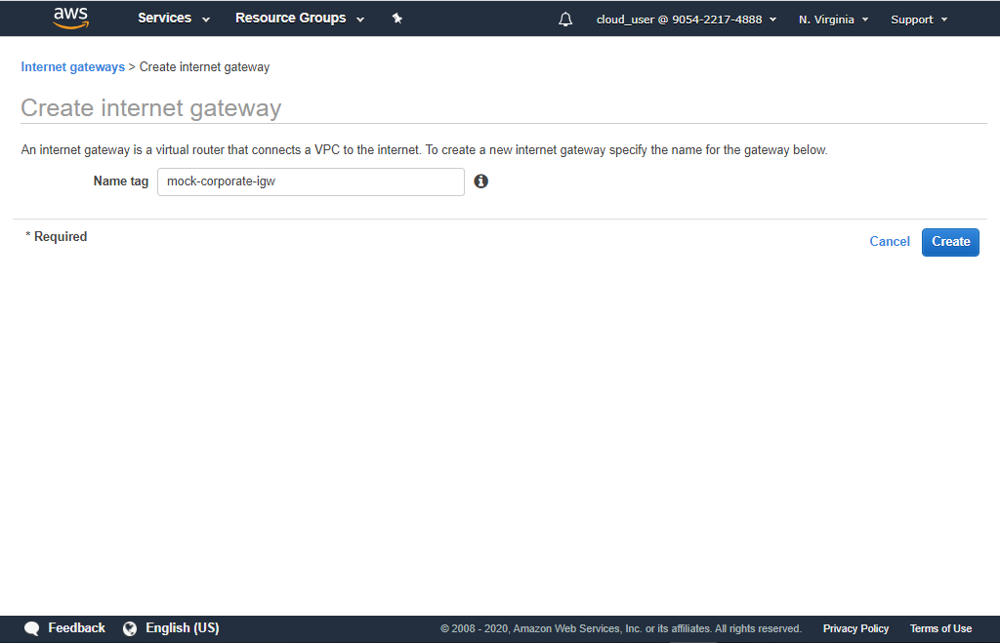 aws Services Resource Groups cloud_user @ 9054-2217-4888 N. Virginia Support
Internet gateways > Create internet gateway
Create internet gateway
An internet gateway is a virtual router that connects a VPC to the internet. To create a new internet gateway specify the name for the gateway below.
Name tag mock-corporate-igw
* Required
Cancel Create
Feedback English (US) © 2008 - 2020, Amazon Web Services, Inc. or its affiliates. All rights reserved. Privacy Policy Terms of Use